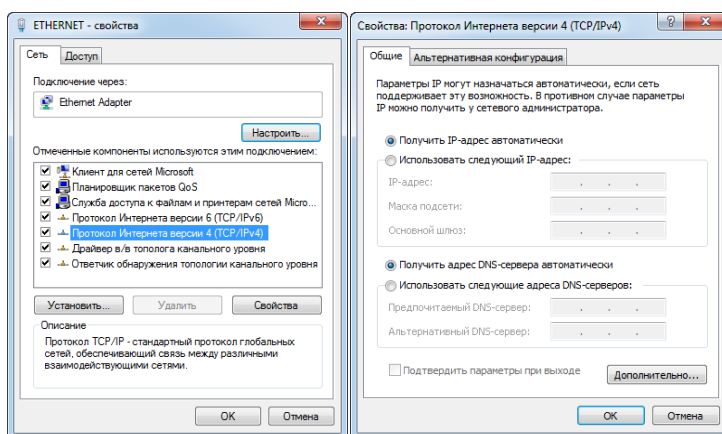 ETHERNET - свойства
Сеть
Доступ
Подключение через:
Ethernet Adapter
Настроить...
Отмеченные компоненты используются этим подключением:
Клиент для сетей Microsoft
Планировщик пакетов QoS
Служба доступа к файлам и принтерам сетей Micro...
Протокол Интернета версии 6 (TCP/IPv6)
Протокол Интернета версии 4 (TCP/IPv4)
Драйвер в/в тополога канального уровня
Ответчик обнаружения топологии канального уровня
Установить...
Удалить
Свойства
Описание
Протокол TCP/IP - стандартный протокол глобальных
сетей, обеспечивающий связь между различными
взаимодействующими сетями.
OK
Отмена
Свойства: Протокол Интернета версии 4 (TCP/IPv4)
Общие
Альтернативная конфигурация
Параметры IP могут назначаться автоматически, если сеть
поддерживает эту возможность. В противном случае параметры
IP можно получить у сетевого администратора.
Получить IP-адрес автоматически
Использовать следующий IP-адрес:
IP-адрес:
Маска подсети:
Основной шлюз:
Получить адрес DNS-сервера автоматически
Использовать следующие адреса DNS-серверов:
Предпочитаемый DNS-сервер:
Альтернативный DNS-сервер:
Подтвердить параметры при выходе
Дополнительно...
OK
Отмена